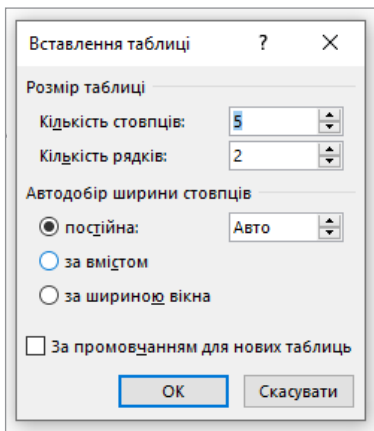 Вставлення таблиці ?
Розмір таблиці
Кількість стовпців: 5
Кількість рядків: 2
Автодобір ширини стовпців
постійна: Авто
за вмістом
за шириною вікна
За промовчанням для нових таблиць
ОК Скасувати